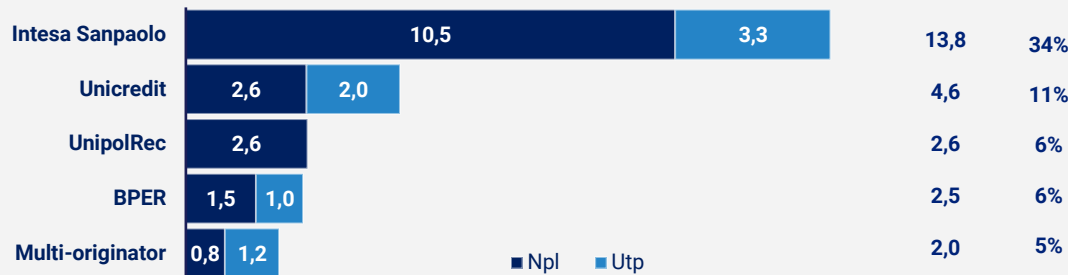 Intesa Sanpaolo 10,5 3,3 13,8 34%
Unicredit 2,6 2,0 4,6 11%
UnipolRec 2,6 2,6 6%
BPER 1,5 1,0 2,5 6%
Multi-originator 0,8 1,2 2,0 5%
Npl Utp